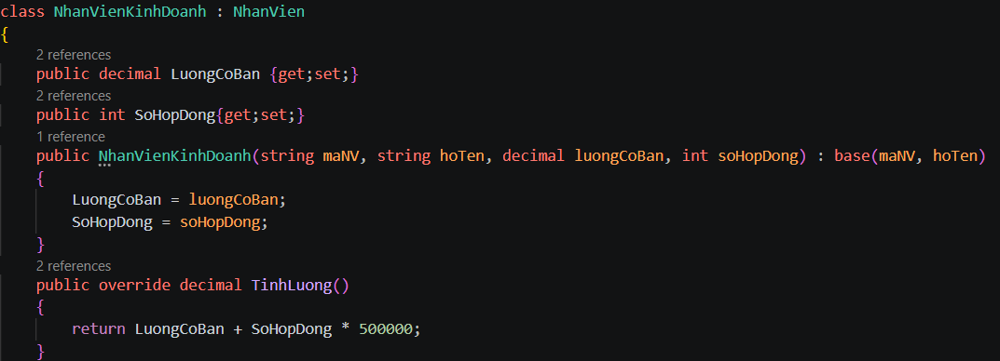 class NhanVienKinhDoanh : NhanVien
{
2 references
public decimal LuongCoBan {get;set;}
2 references
public int SoHopDong{get;set;}
1 reference
public NhanVienKinhDoanh(string maNV, string hoTen, decimal luongCoBan, int soHopDong) : base(maNV, hoTen)
{
LuongCoBan = luongCoBan;
SoHopDong = soHopDong;
}
2 references
public override decimal TinhLuong()
{
return LuongCoBan + SoHopDong * 500000;
}